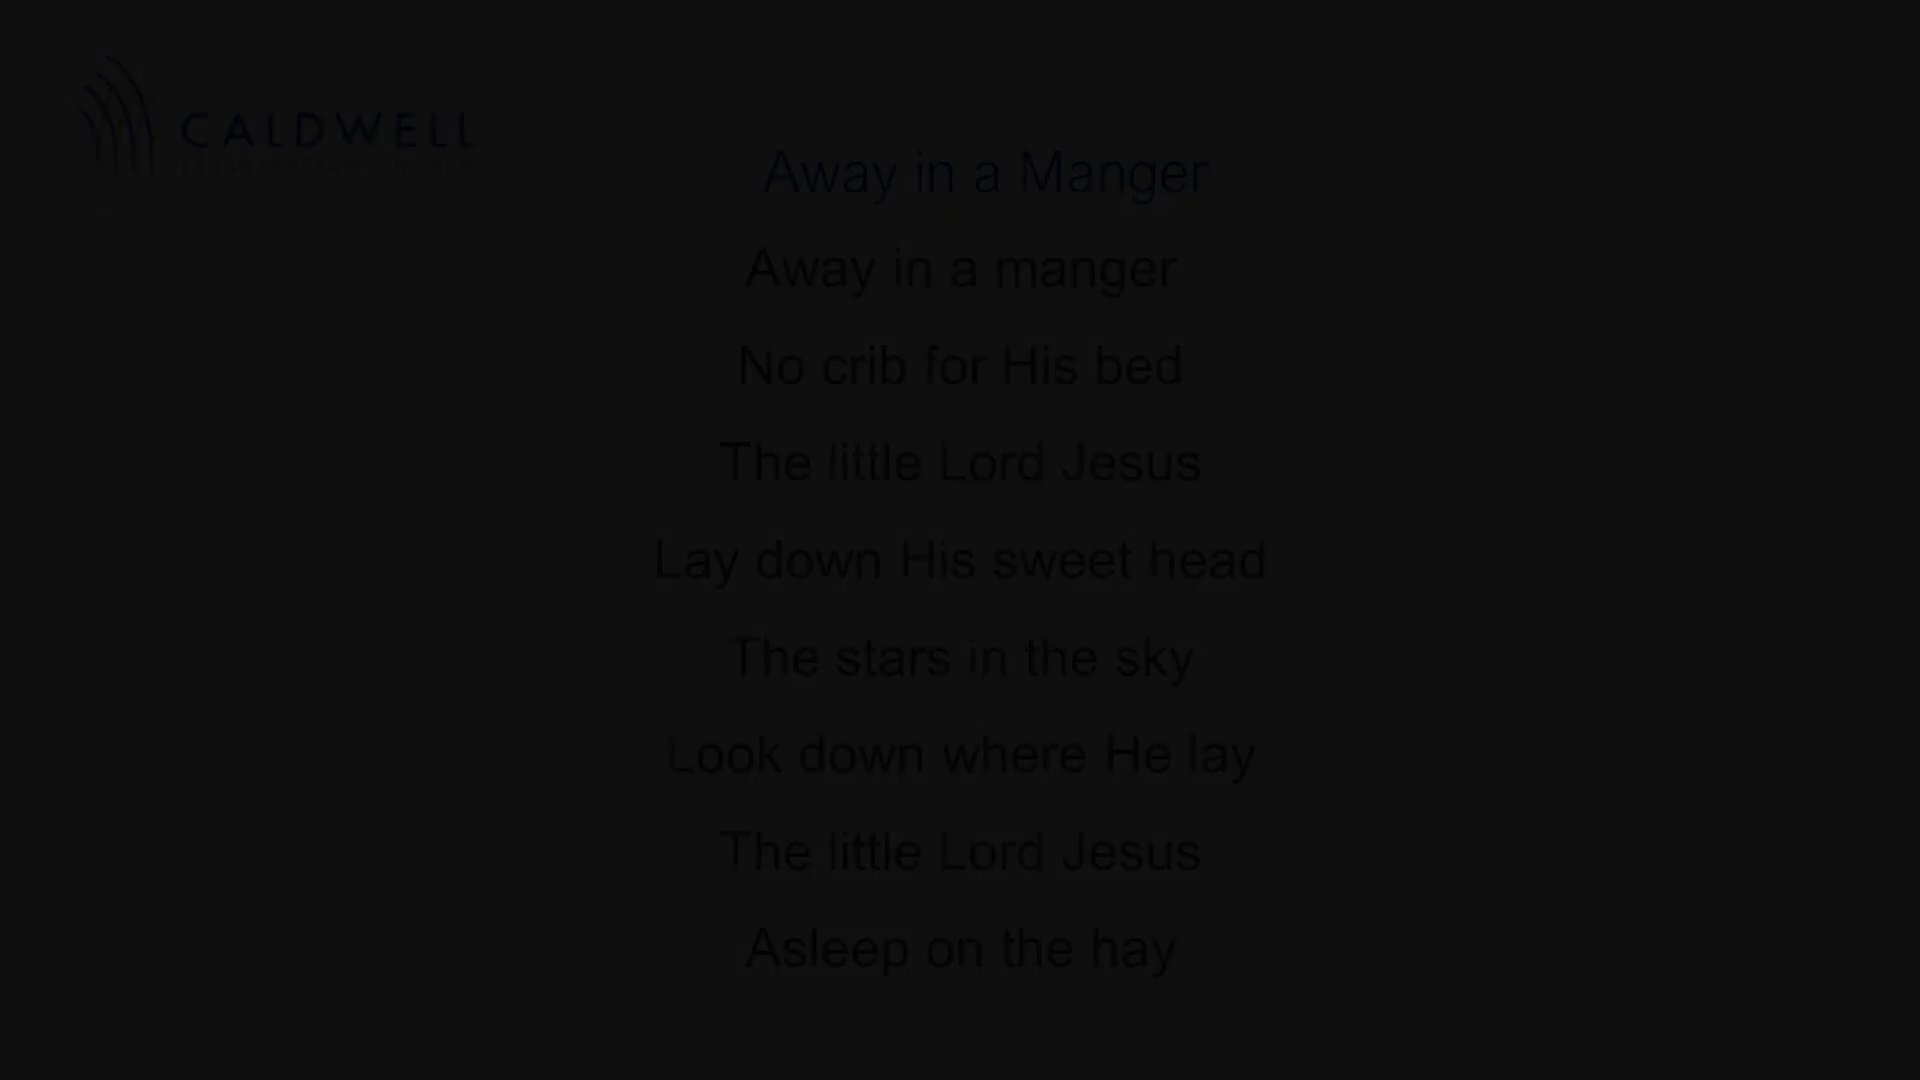 CALDWELL
PRESBYTERIAN CHURCH
Away in a Manger
Away in a manger
No crib for His bed
The little Lord Jesus
Lay down His sweet head
The stars in the sky
Look down where He lay
The little Lord Jesus
Asleep on the hay